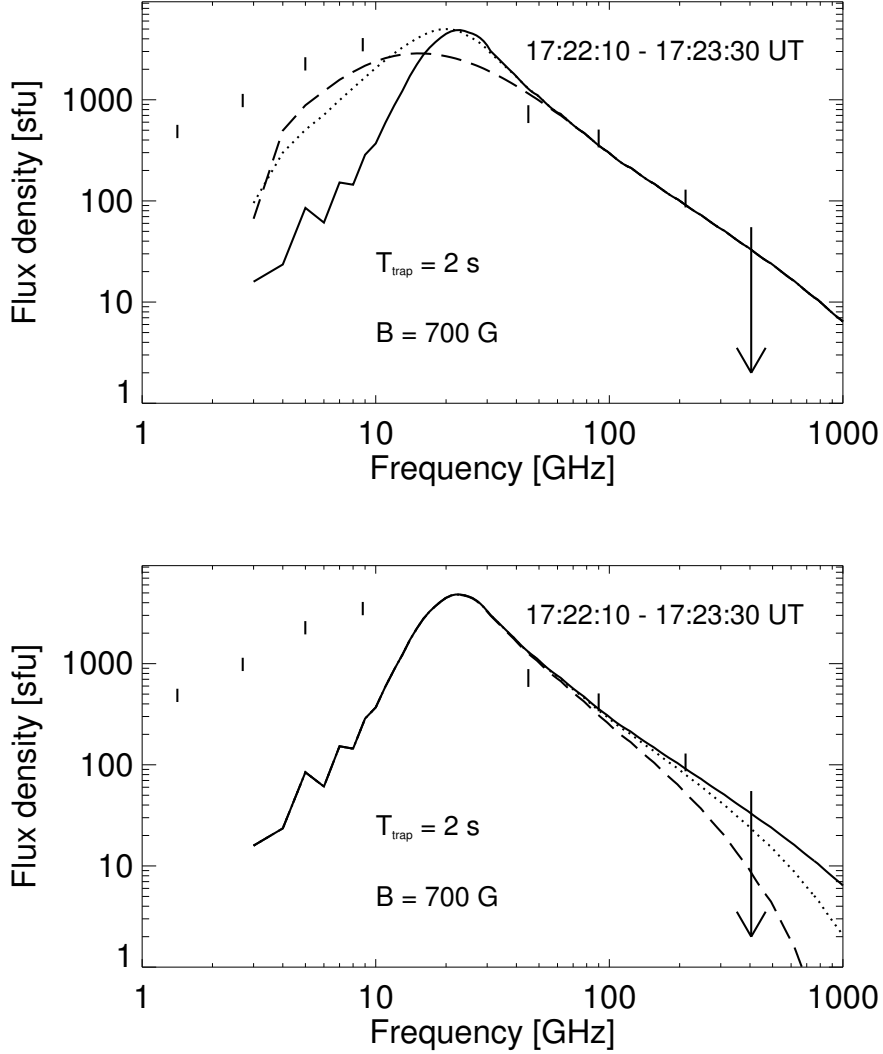 17:22:10 - 17:23:30 UT
1000
100
10
1
Flux density [sfu]
T trap = 2 s
B = 700 G
1 10 100 1000
Frequency [GHz]
17:22:10 - 17:23:30 UT
1000
100
10
1
Flux density [sfu]
T trap = 2 s
B = 700 G
1 10 100 1000
Frequency [GHz]